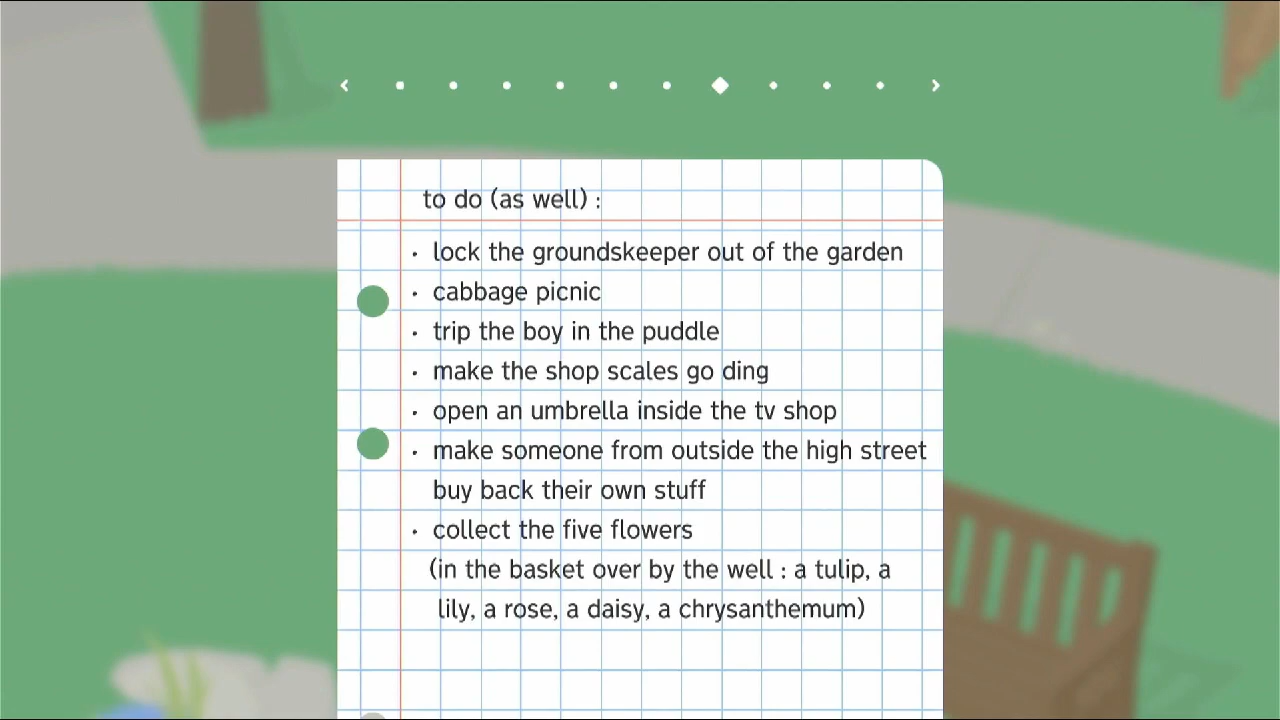 to do (as well) :
· lock the groundskeeper out of the garden
· cabbage picnic
· trip the boy in the puddle
· make the shop scales go ding
· open an umbrella inside the tv shop
· make someone from outside the high street
buy back their own stuff
· collect the five flowers
(in the basket over by the well : a tulip, a
lily, a rose, a daisy, a chrysanthemum)